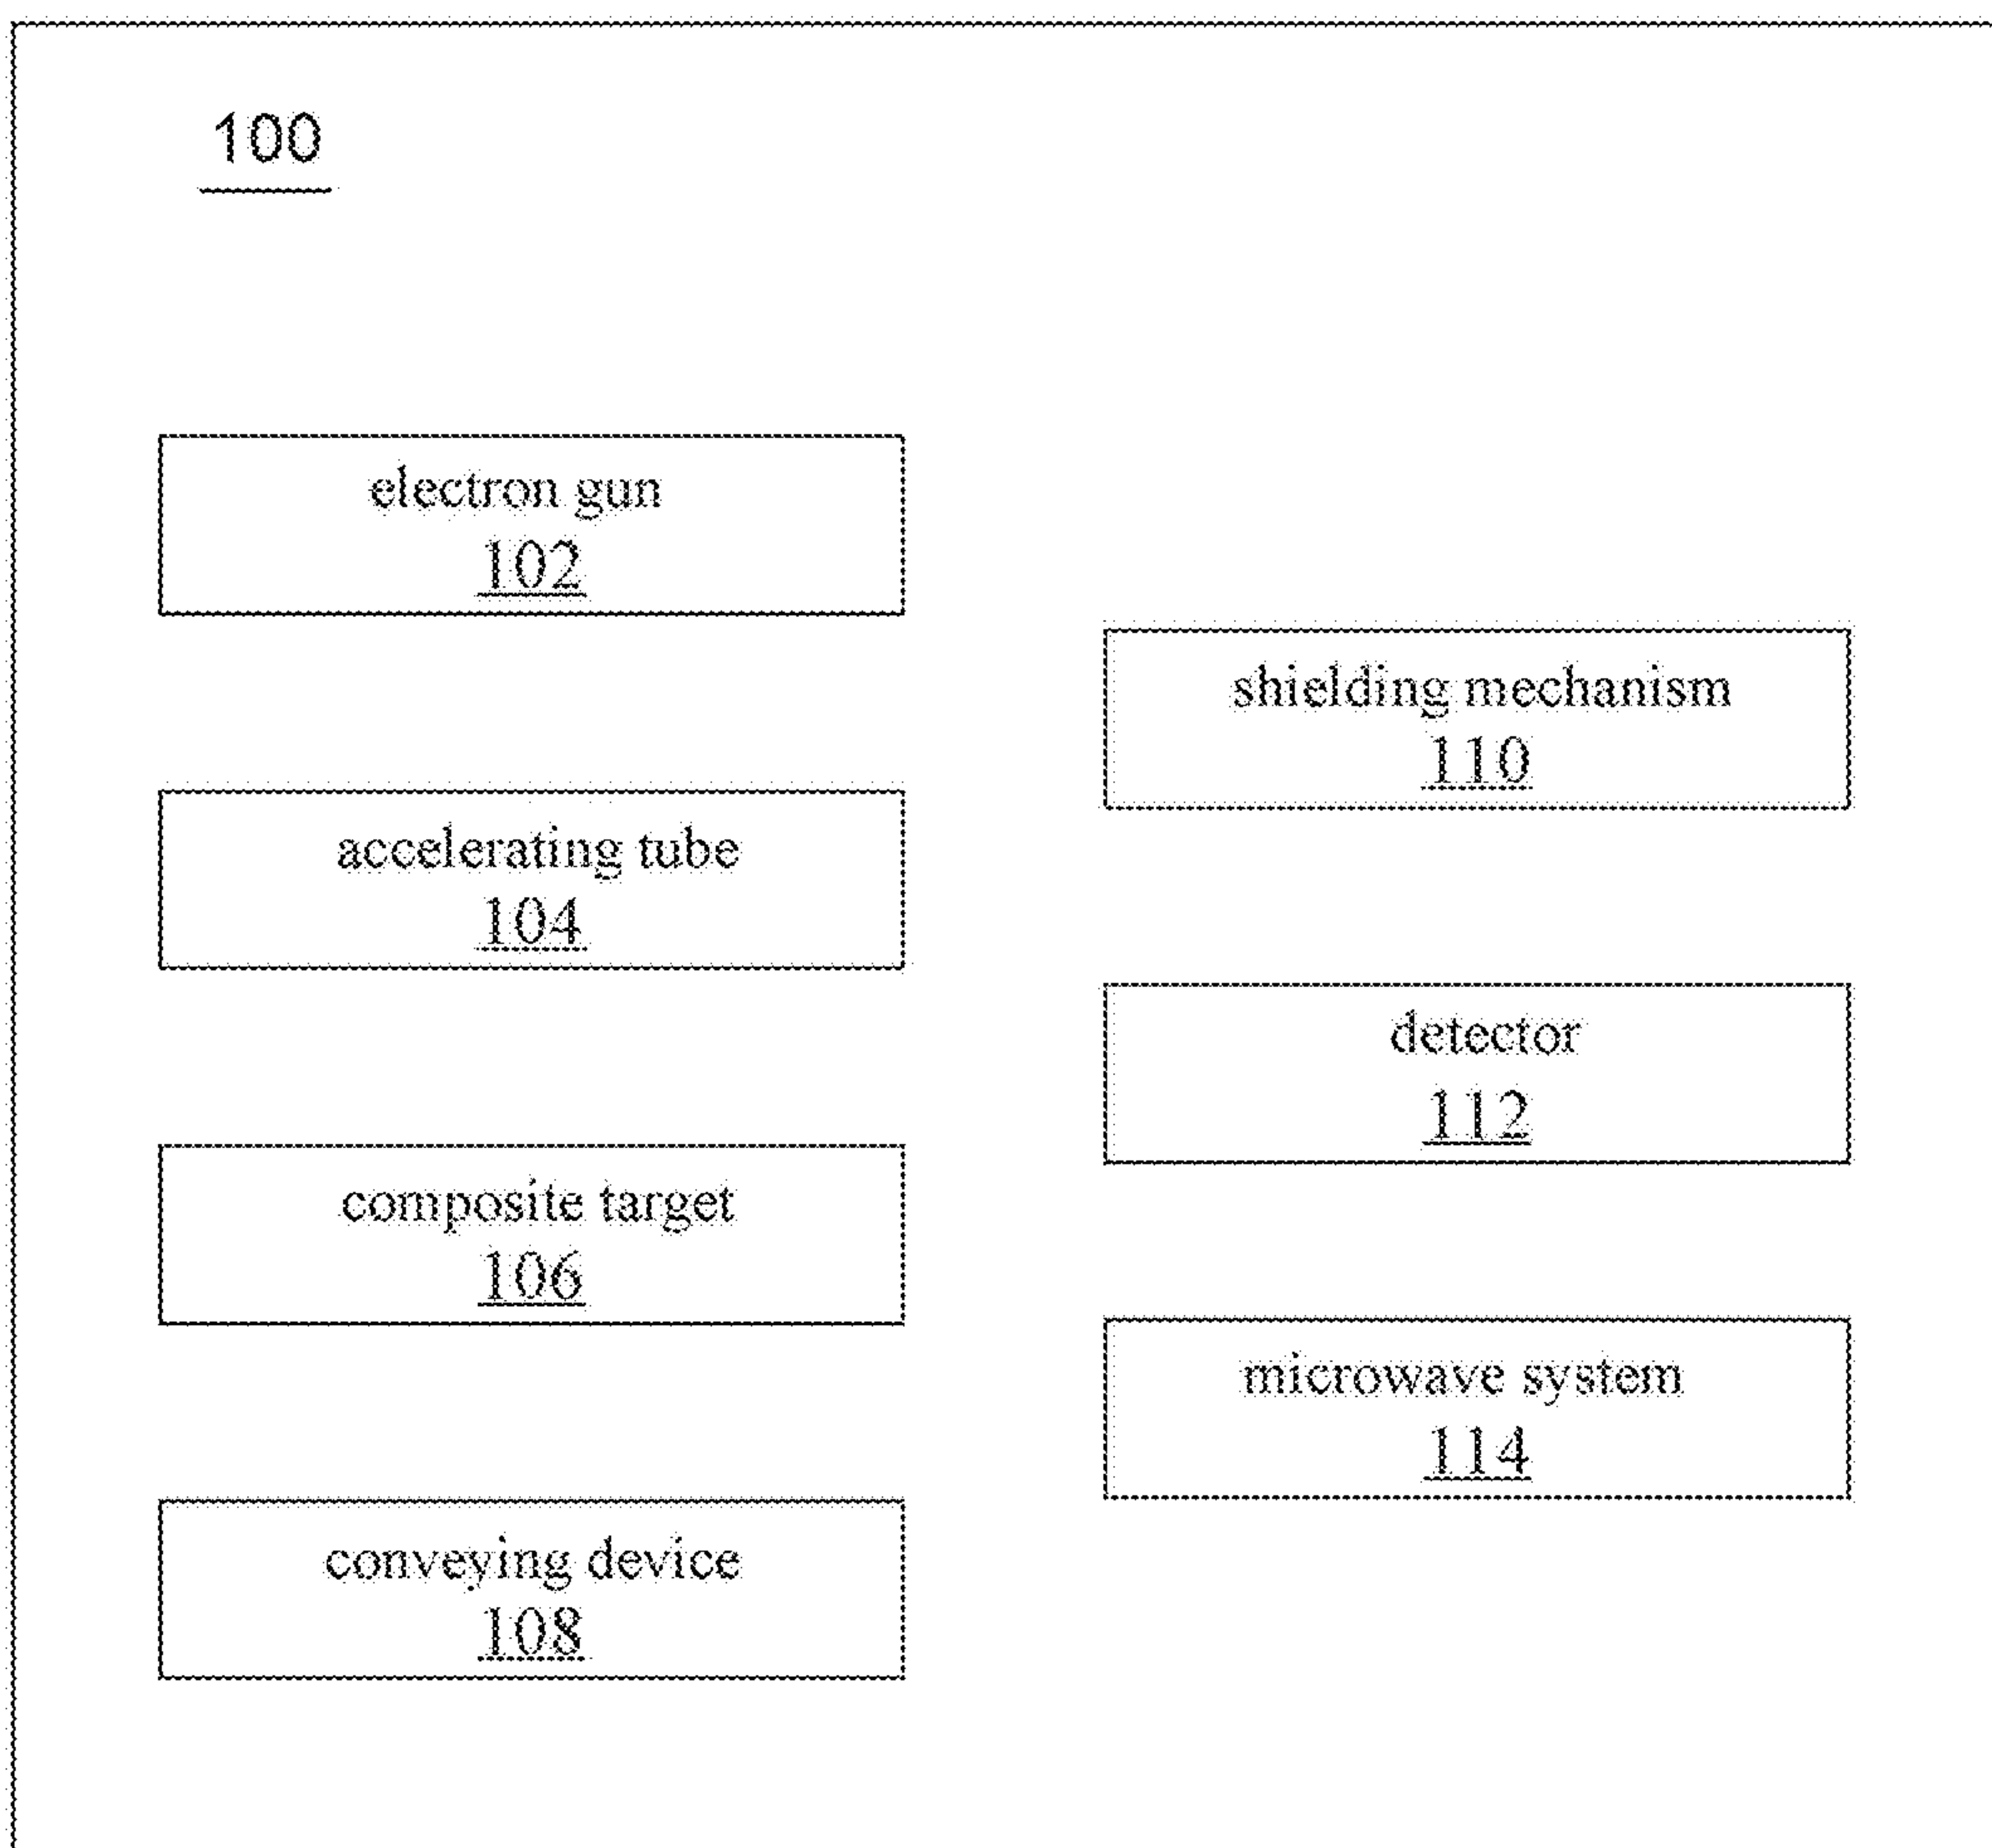 100
electron gun
102
accelerating tube
104
composite target
106
conveying device
108
shielding mechanism
110
detector
112
microwave system
114